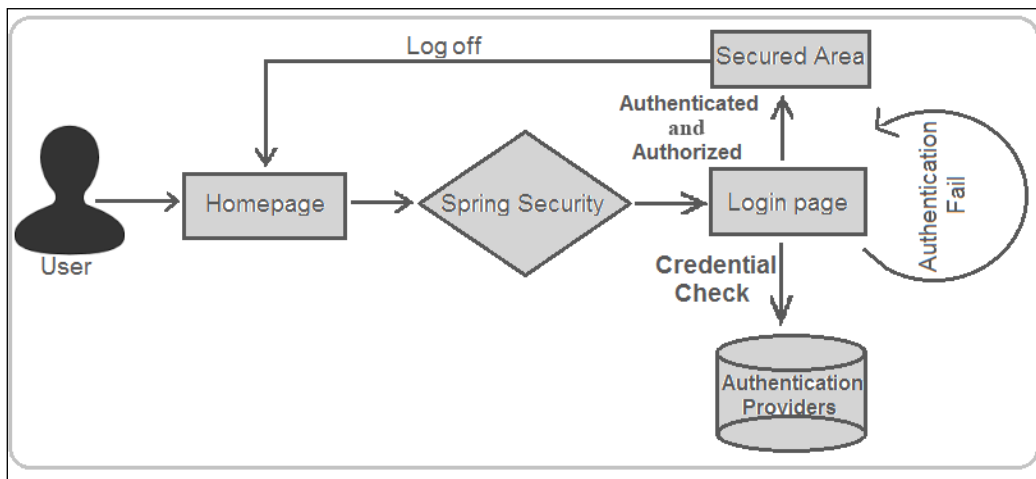 Log off
Secured Area
Authenticated
and
Authorized
Homepage
Spring Security
Login page
Authentication
Fail
User
Credential
Check
Authentication
Providers